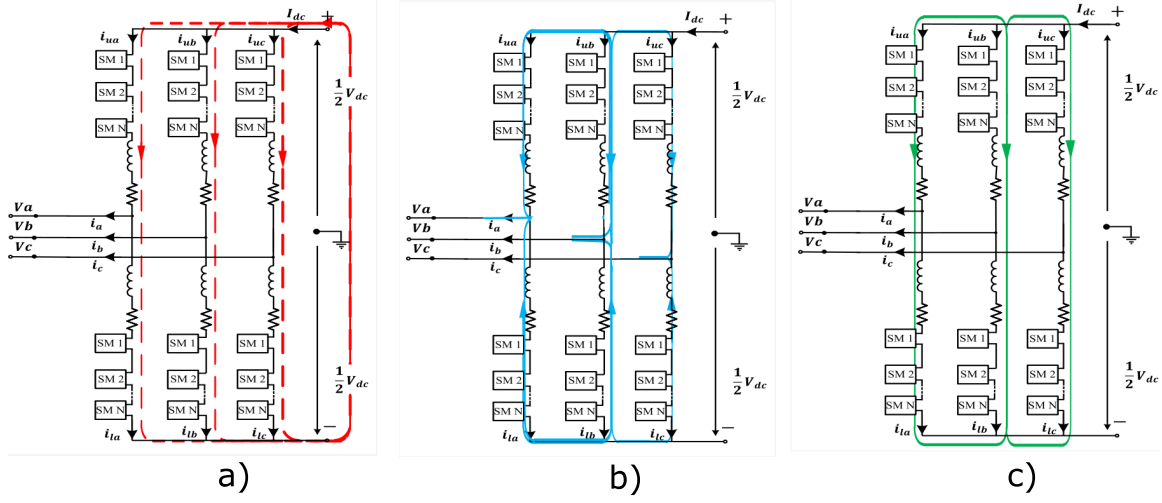 I_dc +
i_ua i_ub i_uc
SM 1 SM 1 SM 1
SM 2 SM 2 SM 2
SM N SM N SM N
1/2 V_dc
Va
i_a
Vb
i_b
Vc
i_c
SM 1 SM 1 SM 1
SM 2 SM 2 SM 2
SM N SM N SM N
1/2 V_dc
i_la i_lb i_lc −
a)
I_dc +
i_ua i_ub i_uc
SM 1 SM 1 SM 1
SM 2 SM 2 SM 2
SM N SM N SM N
1/2 V_dc
Va
i_a
Vb
i_b
Vc
i_c
SM 1 SM 1 SM 1
SM 2 SM 2 SM 2
SM N SM N SM N
1/2 V_dc
i_la i_lb i_lc −
b)
I_dc +
i_ua i_ub i_uc
SM 1 SM 1 SM 1
SM 2 SM 2 SM 2
SM N SM N SM N
1/2 V_dc
Va
i_a
Vb
i_b
Vc
i_c
SM 1 SM 1 SM 1
SM 2 SM 2 SM 2
SM N SM N SM N
1/2 V_dc
i_la i_lb i_lc −
c)